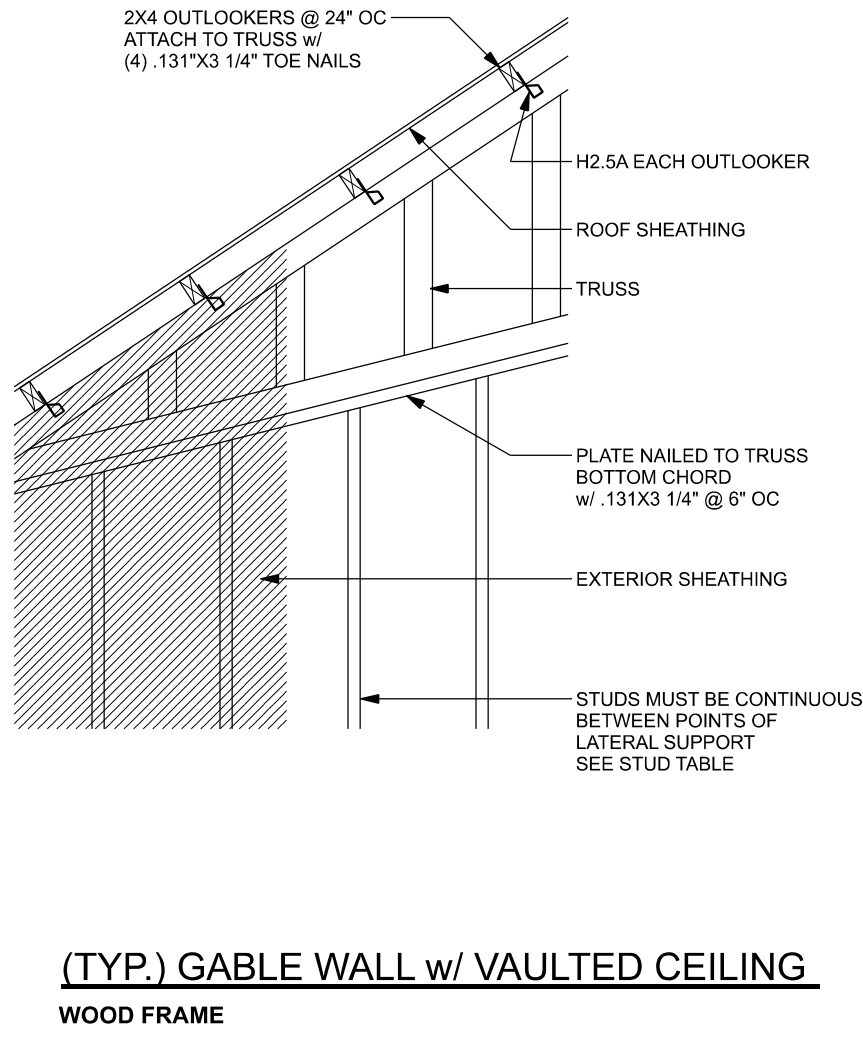 2X4 OUTLOOKERS @ 24" OC
ATTACH TO TRUSS w/
(4) .131"X3 1/4" TOE NAILS
H2.5A EACH OUTLOOKER
ROOF SHEATHING
TRUSS
PLATE NAILED TO TRUSS
BOTTOM CHORD
w/ .131X3 1/4" @ 6" OC
EXTERIOR SHEATHING
STUDS MUST BE CONTINUOUS
BETWEEN POINTS OF
LATERAL SUPPORT
SEE STUD TABLE
(TYP.) GABLE WALL w/ VAULTED CEILING
WOOD FRAME